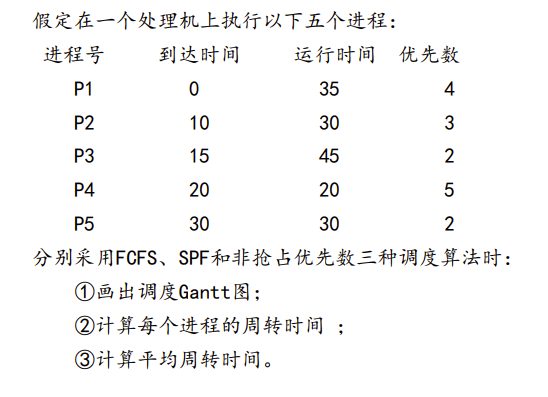 假定在一个处理机上执行以下五个进程：
进程号 到达时间 运行时间 优先数
P1 0 35 4
P2 10 30 3
P3 15 45 2
P4 20 20 5
P5 30 30 2
分别采用FCFS、SPF和非抢占优先数三种调度算法时：
①画出调度Gantt图；
②计算每个进程的周转时间 ；
③计算平均周转时间。